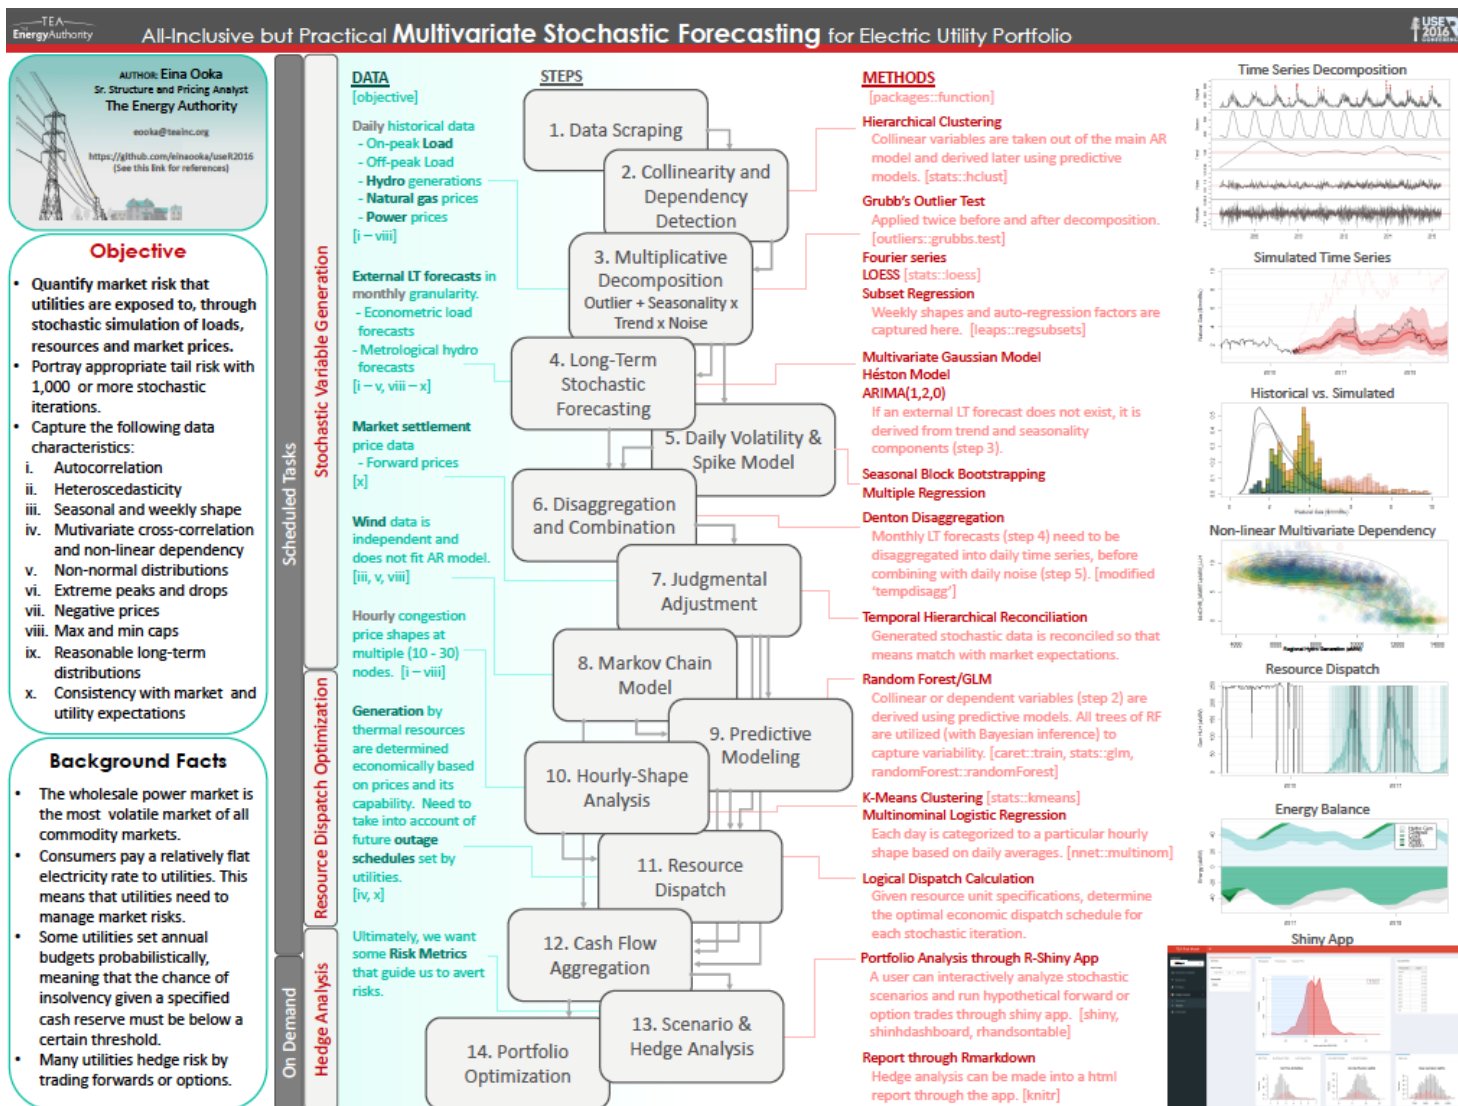 TEA
The EnergyAuthority
All-Inclusive but Practical Multivariate Stochastic Forecasting for Electric Utility Portfolio
USE R
2016
CONFERENCE
AUTHOR: Eina Ooka
Sr. Structure and Pricing Analyst
The Energy Authority
eooka@teainc.org
https://github.com/einaooka/useR2016
(See this link for references)
Objective
• Quantify market risk that
utilities are exposed to, through
stochastic simulation of loads,
resources and market prices.
• Portray appropriate tail risk with
1,000 or more stochastic
iterations.
• Capture the following data
characteristics:
i. Autocorrelation
ii. Heteroscedasticity
iii. Seasonal and weekly shape
iv. Mutivariate cross-correlation
and non-linear dependency
v. Non-normal distributions
vi. Extreme peaks and drops
vii. Negative prices
viii. Max and min caps
ix. Reasonable long-term
distributions
x. Consistency with market and
utility expectations
Background Facts
• The wholesale power market is
the most volatile market of all
commodity markets.
• Consumers pay a relatively flat
electricity rate to utilities. This
means that utilities need to
manage market risks.
• Some utilities set annual
budgets probabilistically,
meaning that the chance of
insolvency given a specified
cash reserve must be below a
certain threshold.
• Many utilities hedge risk by
trading forwards or options.
Scheduled Tasks
On Demand
Stochastic Variable Generation
Resource Dispatch Optimization
Hedge Analysis
DATA
[objective]
Daily historical data
- On-peak Load
- Off-peak Load
- Hydro generations
- Natural gas prices
- Power prices
[i – viii]
External LT forecasts in
monthly granularity.
- Econometric load
forecasts
- Metrological hydro
forecasts
[i – v, viii – x]
Market settlement
price data
- Forward prices
[x]
Wind data is
independent and
does not fit AR model.
[iii, v, viii]
Hourly congestion
price shapes at
multiple (10 - 30)
nodes. [i – viii]
Generation by
thermal resources
are determined
economically based
on prices and its
capability. Need to
take into account of
future outage
schedules set by
utilities.
[iv, x]
Ultimately, we want
some Risk Metrics
that guide us to avert
risks.
STEPS
1. Data Scraping
2. Collinearity and
Dependency
Detection
3. Multiplicative
Decomposition
Outlier + Seasonality x
Trend x Noise
4. Long-Term
Stochastic
Forecasting
5. Daily Volatility &
Spike Model
6. Disaggregation
and Combination
7. Judgmental
Adjustment
8. Markov Chain
Model
9. Predictive
Modeling
10. Hourly-Shape
Analysis
11. Resource
Dispatch
12. Cash Flow
Aggregation
13. Scenario &
Hedge Analysis
14. Portfolio
Optimization
METHODS
[packages::function]
Hierarchical Clustering
Collinear variables are taken out of the main AR
model and derived later using predictive
models. [stats::hclust]
Grubb's Outlier Test
Applied twice before and after decomposition.
[outliers::grubbs.test]
Fourier series
LOESS [stats::loess]
Subset Regression
Weekly shapes and auto-regression factors are
captured here. [leaps::regsubsets]
Multivariate Gaussian Model
Héston Model
ARIMA(1,2,0)
If an external LT forecast does not exist, it is
derived from trend and seasonality
components (step 3).
Seasonal Block Bootstrapping
Multiple Regression
Denton Disaggregation
Monthly LT forecasts (step 4) need to be
disaggregated into daily time series, before
combining with daily noise (step 5). [modified
'tempdisagg']
Temporal Hierarchical Reconciliation
Generated stochastic data is reconciled so that
means match with market expectations.
Random Forest/GLM
Collinear or dependent variables (step 2) are
derived using predictive models. All trees of RF
are utilized (with Bayesian inference) to
capture variability. [caret::train, stats::glm,
randomForest::randomForest]
K-Means Clustering [stats::kmeans]
Multinominal Logistic Regression
Each day is categorized to a particular hourly
shape based on daily averages. [nnet::multinom]
Logical Dispatch Calculation
Given resource unit specifications, determine
the optimal economic dispatch schedule for
each stochastic iteration.
Portfolio Analysis through R-Shiny App
A user can interactively analyze stochastic
scenarios and run hypothetical forward or
option trades through shiny app. [shiny,
shinhdashboard, rhandsontable]
Report through Rmarkdown
Hedge analysis can be made into a html
report through the app. [knitr]
Time Series Decomposition
Simulated Time Series
Historical vs. Simulated
Non-linear Multivariate Dependency
Resource Dispatch
Energy Balance
Shiny App